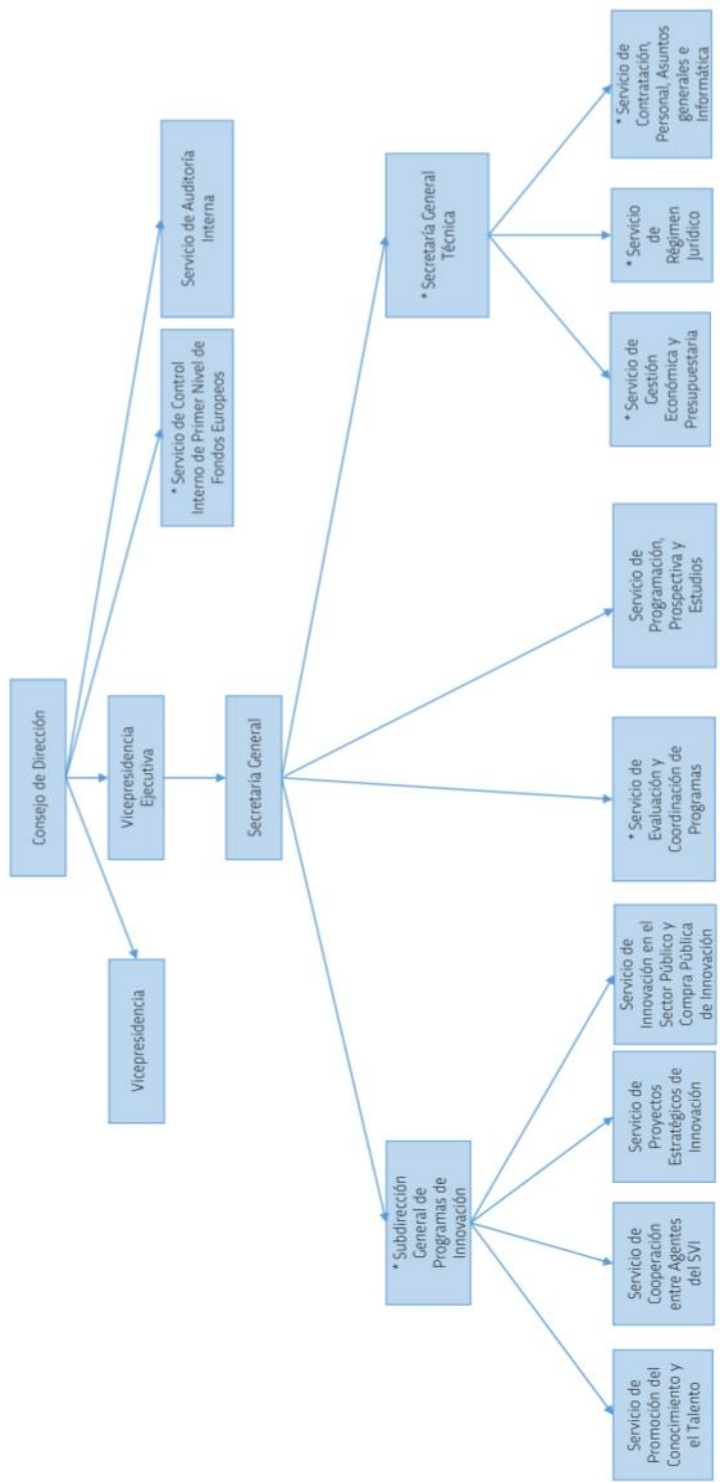 Consejo de Dirección
Vicepresidencia
Vicepresidencia
Ejecutiva
* Servicio de Control
Interno de Primer Nivel de
Fondos Europeos
Servicio de Auditoría
Interna
Secretaría General
* Subdirección
General de
Programas de
Innovación
* Secretaría General
Técnica
Servicio de
Promoción del
Conocimiento y
el Talento
Servicio de
Cooperación
entre Agentes
del SVI
Servicio de
Proyectos
Estratégicos de
Innovación
Servicio de
Innovación en el
Sector Público y
Compra Pública
de Innovación
* Servicio de
Evaluación y
Coordinación de
Programas
Servicio de
Programación,
Prospectiva y
Estudios
* Servicio de
Gestión
Económica y
Presupuestaria
* Servicio
de
Régimen
Jurídico
* Servicio de
Contratación,
Personal, Asuntos
generales e
Informática